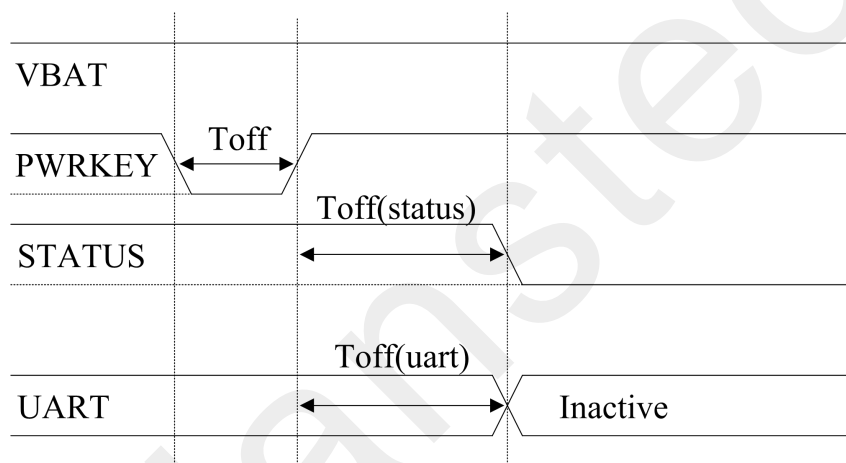 VBAT
Toff
PWRKEY
Toff(status)
STATUS
Toff(uart)
UART Inactive